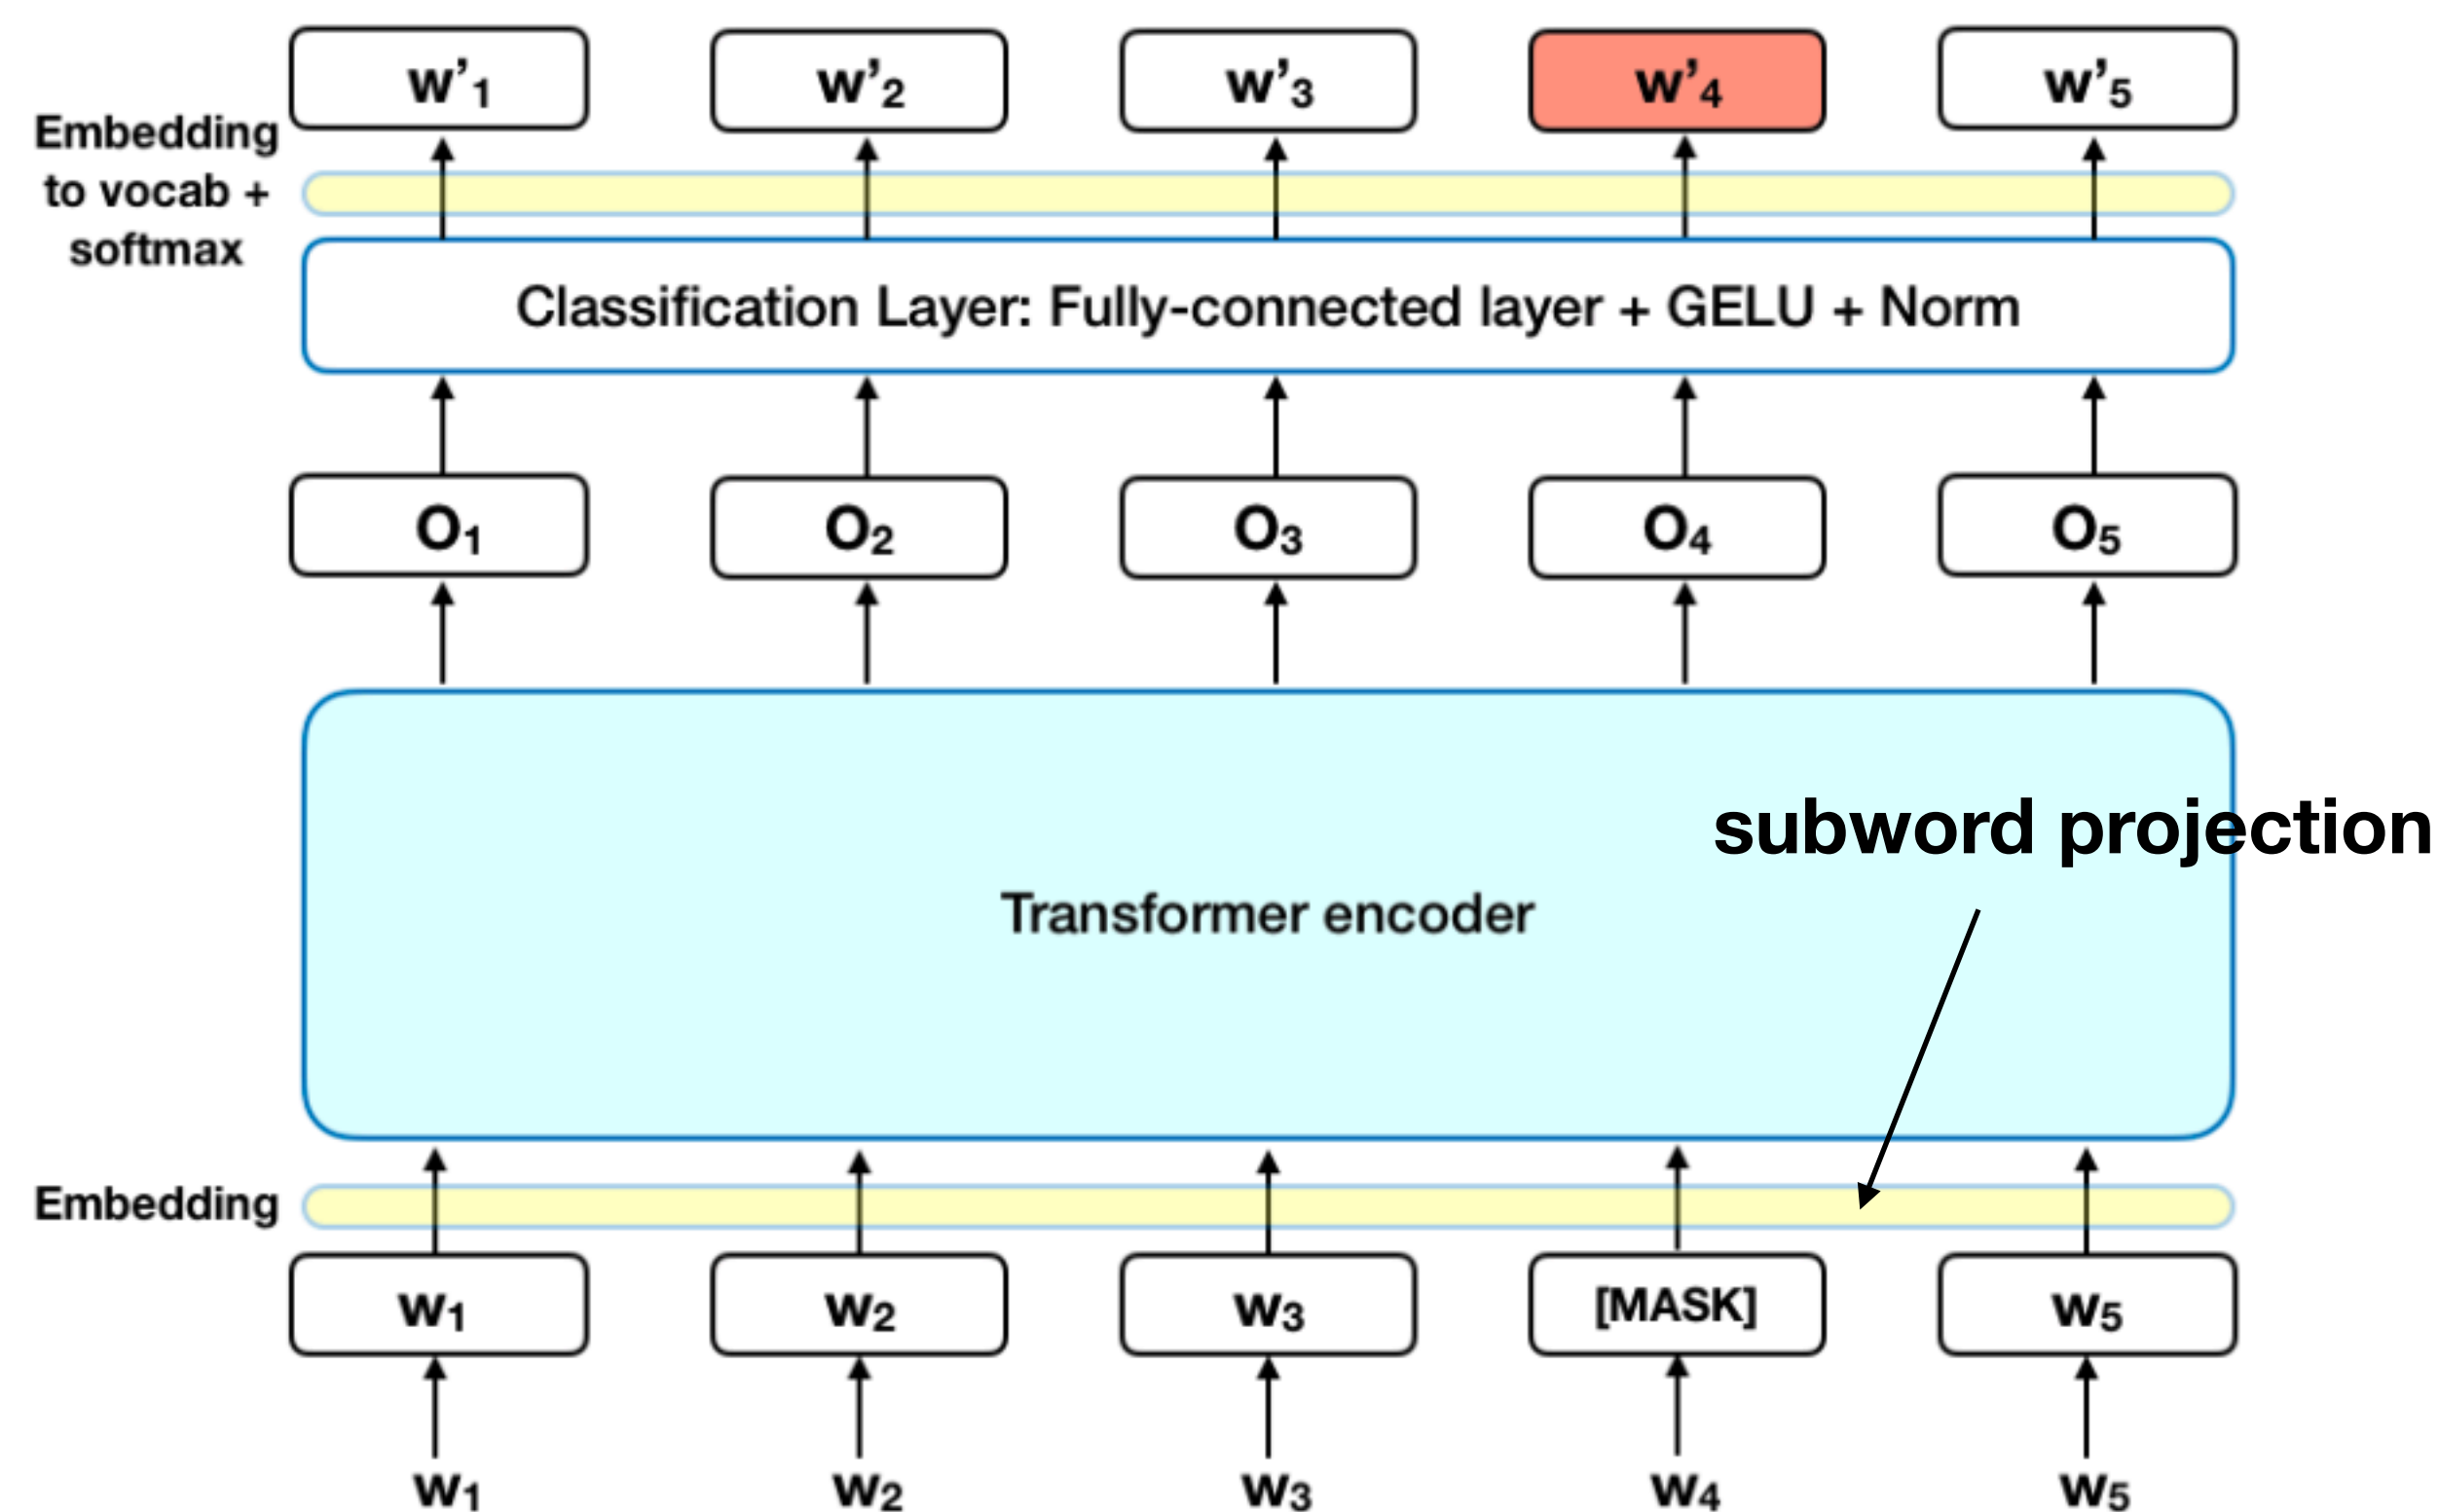 w’₁ w’₂ w’₃ w’₄ w’₅
Embedding
to vocab +
softmax
Classification Layer: Fully-connected layer + GELU + Norm
O₁ O₂ O₃ O₄ O₅
subword projection
Transformer encoder
Embedding
w₁ w₂ w₃ [MASK] w₅
w₁ w₂ w₃ w₄ w₅